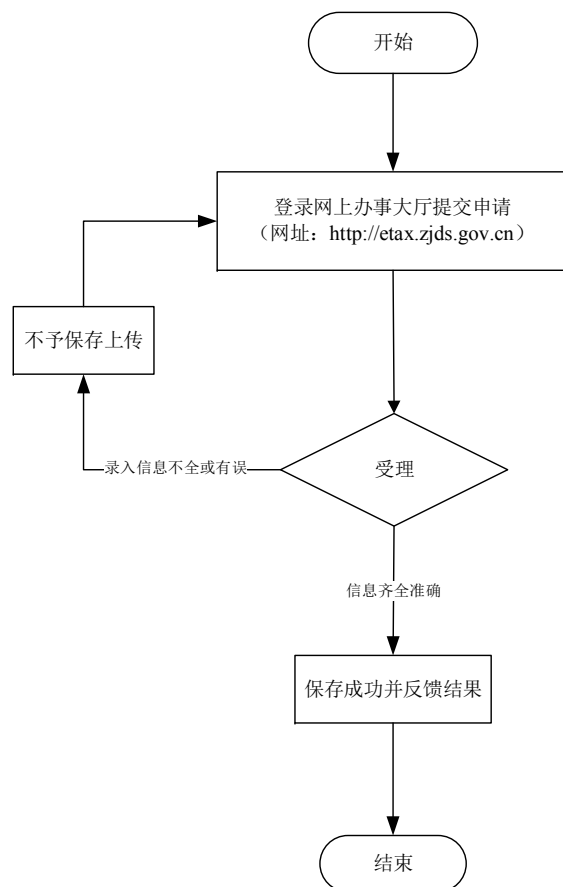 开始
登录网上办事大厅提交申请
（网址：http://etax.zjds.gov.cn）
不予保存上传
录入信息不全或有误
受理
信息齐全准确
保存成功并反馈结果
结束